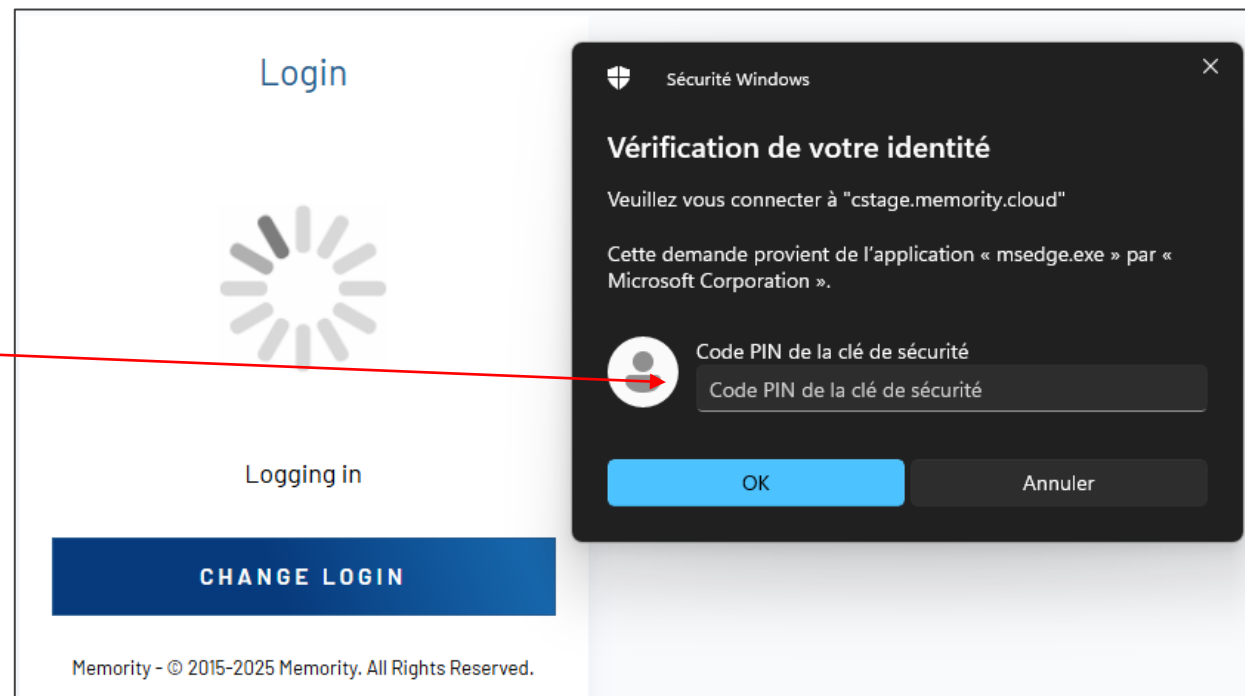 Login
Logging in
CHANGE LOGIN
Memority - © 2015-2025 Memority. All Rights Reserved.
Sécurité Windows
Vérification de votre identité
Veuillez vous connecter à "cstage.memority.cloud"
Cette demande provient de l’application « msedge.exe » par «
Microsoft Corporation ».
Code PIN de la clé de sécurité
Code PIN de la clé de sécurité
OK
Annuler